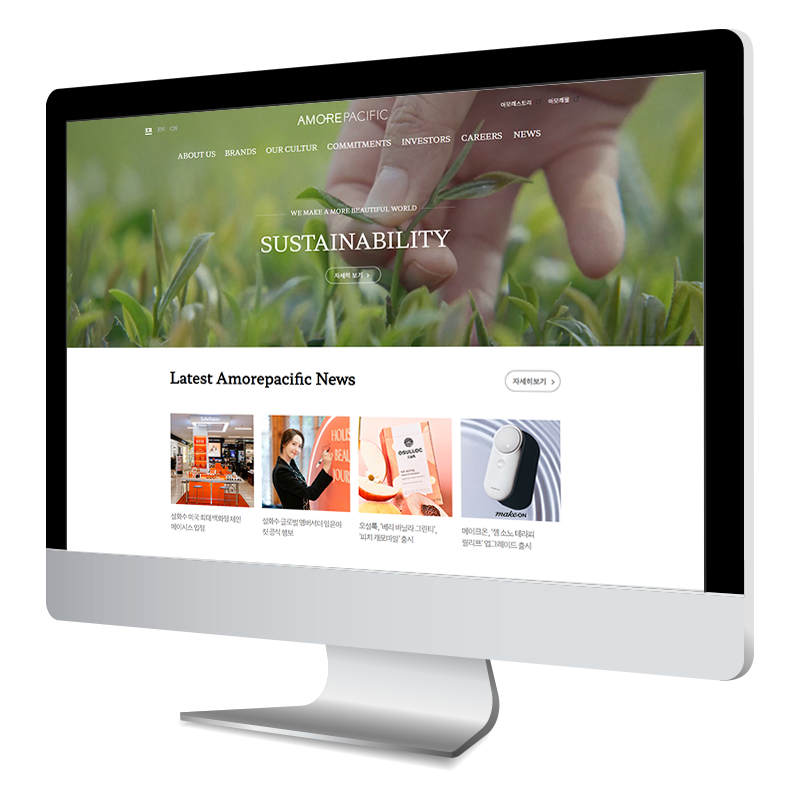 KR EN CN
AMOREPACIFIC
아모레스토리 아모레몰
ABOUT US BRANDS OUR CULTUR COMMITMENTS INVESTORS CAREERS NEWS
WE MAKE A MORE BEAUTIFUL WORLD
SUSTAINABILITY
자세히 보기 >
Latest Amorepacific News
자세히보기 >
HOLIS
BEAU
OUR
OSULLOC
make·ON
설화수 미국 최대 백화점 체인
메이시스 입점
설화수 글로벌 앰버서더 임윤아
첫 공식 행보
오설록, '베리 바닐라 그린티',
'피치 캐모마일' 출시
메이크온, '젬 소노 테라피
릴리프' 업그레이드 출시